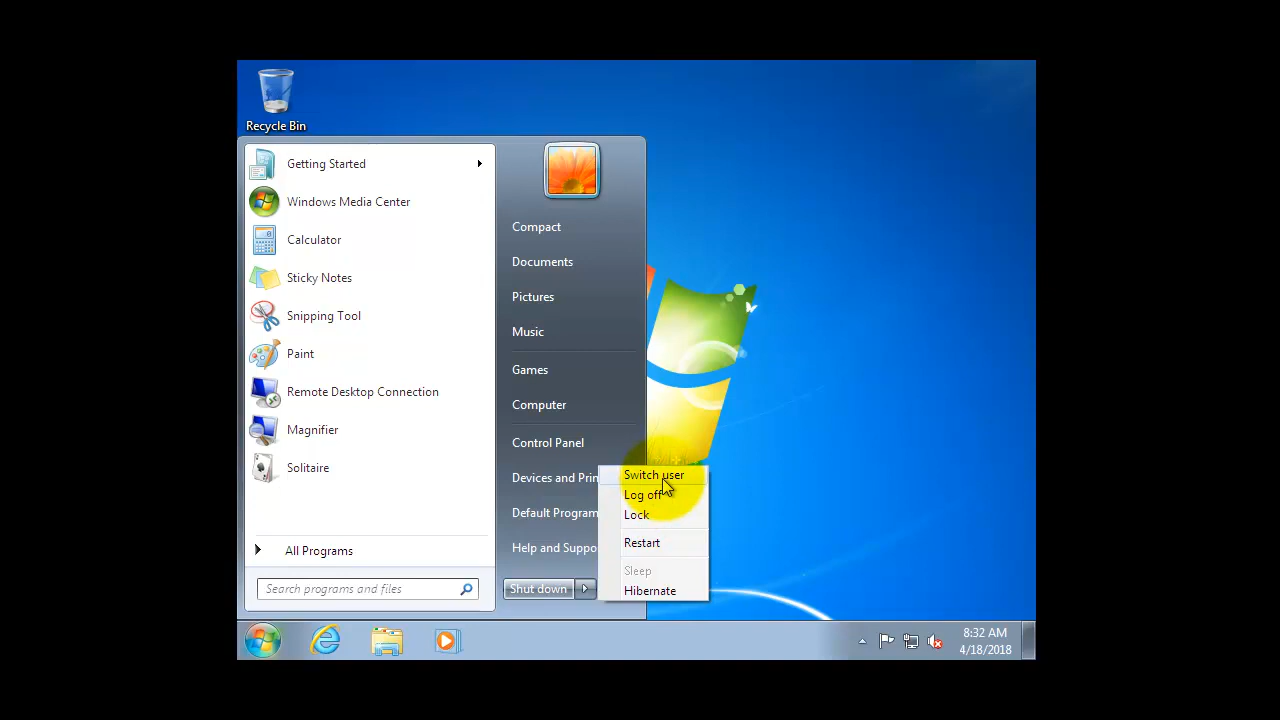 Recycle Bin
Getting Started
Windows Media Center
Calculator
Sticky Notes
Snipping Tool
Paint
Remote Desktop Connection
Magnifier
Solitaire
All Programs
Search programs and files
Compact
Documents
Pictures
Music
Games
Computer
Control Panel
Devices and Prin
Default Program
Help and Suppo
Shut down
Switch user
Log off
Lock
Restart
Sleep
Hibernate
8:32 AM
4/18/2018